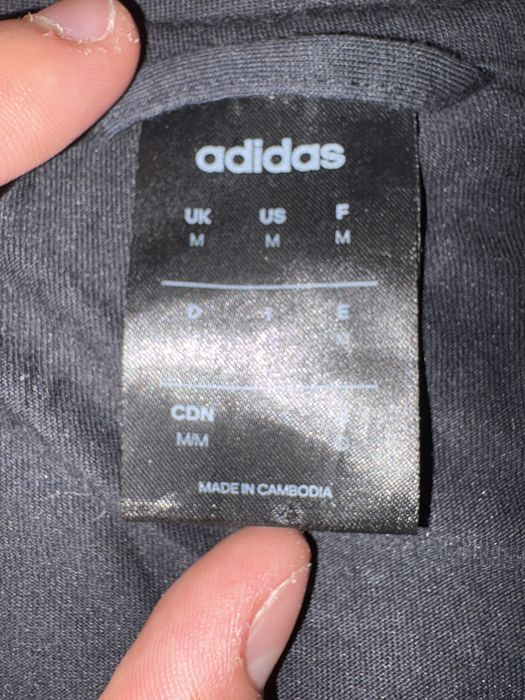 adidas
UK US F
M M M
D E
M
CDN
M/M
MADE IN CAMBODIA